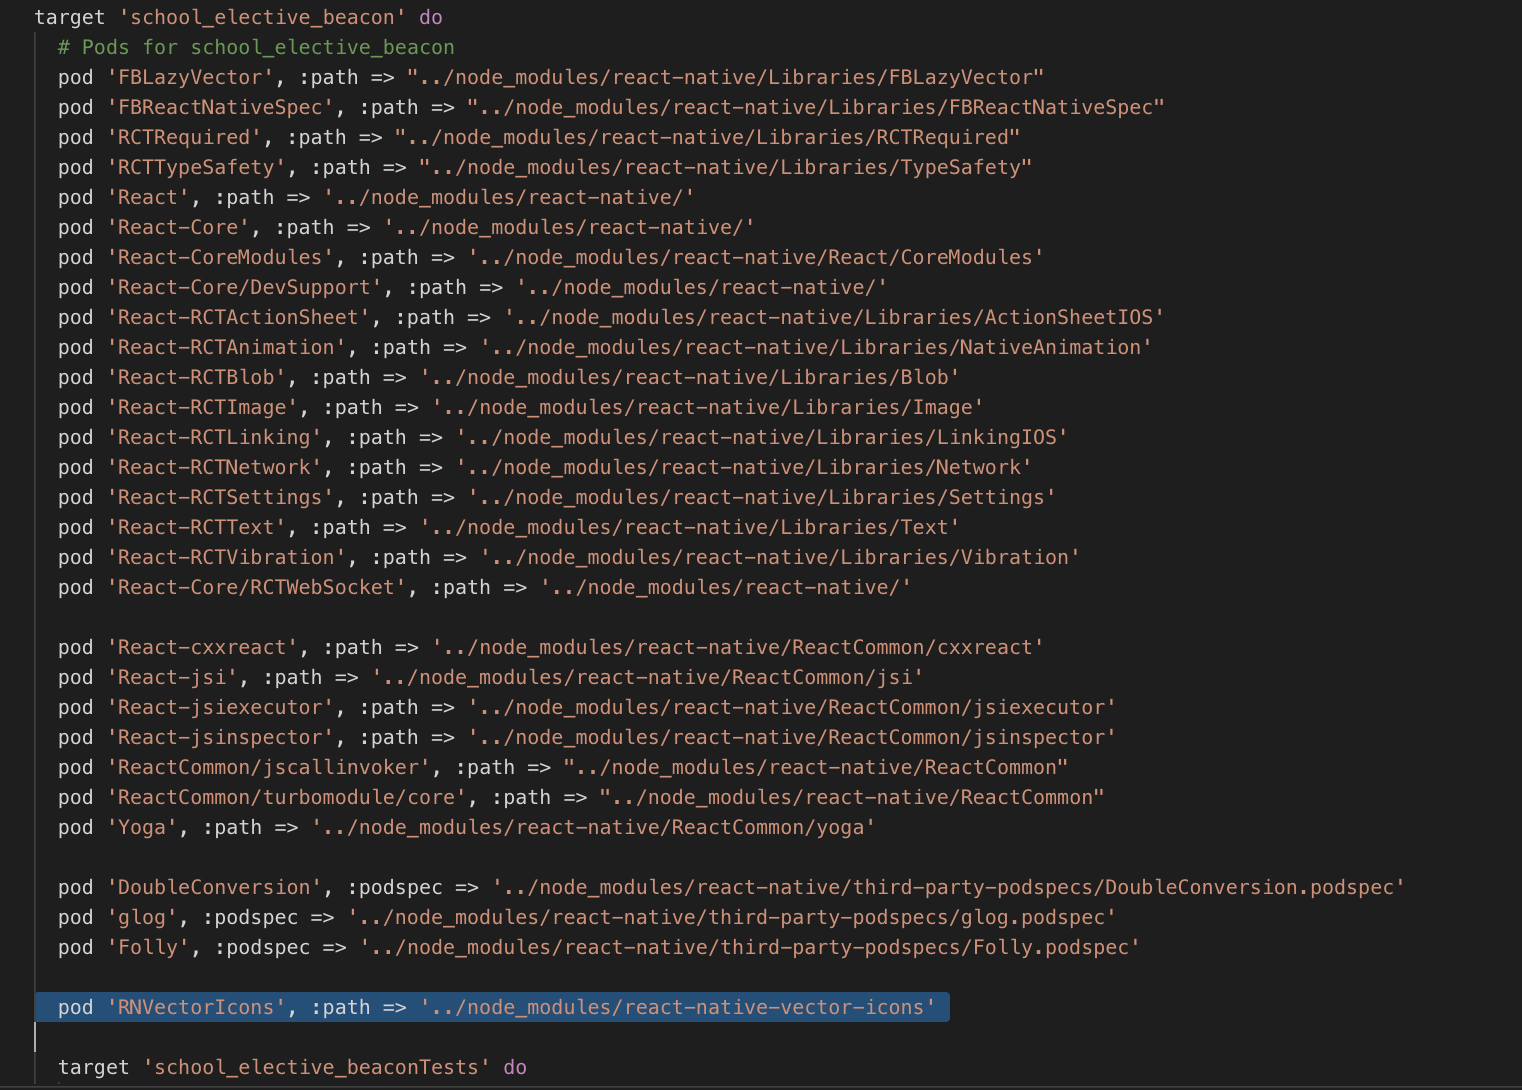 target 'school_elective_beacon' do
# Pods for school_elective_beacon
pod 'FBLazyVector', :path => "../node_modules/react-native/Libraries/FBLazyVector"
pod 'FBReactNativeSpec', :path => "../node_modules/react-native/Libraries/FBReactNativeSpec"
pod 'RCTRequired', :path => "../node_modules/react-native/Libraries/RCTRequired"
pod 'RCTTypeSafety', :path => "../node_modules/react-native/Libraries/TypeSafety"
pod 'React', :path => '../node_modules/react-native/'
pod 'React-Core', :path => '../node_modules/react-native/'
pod 'React-CoreModules', :path => '../node_modules/react-native/React/CoreModules'
pod 'React-Core/DevSupport', :path => '../node_modules/react-native/'
pod 'React-RCTActionSheet', :path => '../node_modules/react-native/Libraries/ActionSheetIOS'
pod 'React-RCTAnimation', :path => '../node_modules/react-native/Libraries/NativeAnimation'
pod 'React-RCTBlob', :path => '../node_modules/react-native/Libraries/Blob'
pod 'React-RCTImage', :path => '../node_modules/react-native/Libraries/Image'
pod 'React-RCTLinking', :path => '../node_modules/react-native/Libraries/LinkingIOS'
pod 'React-RCTNetwork', :path => '../node_modules/react-native/Libraries/Network'
pod 'React-RCTSettings', :path => '../node_modules/react-native/Libraries/Settings'
pod 'React-RCTText', :path => '../node_modules/react-native/Libraries/Text'
pod 'React-RCTVibration', :path => '../node_modules/react-native/Libraries/Vibration'
pod 'React-Core/RCTWebSocket', :path => '../node_modules/react-native/'
pod 'React-cxxreact', :path => '../node_modules/react-native/ReactCommon/cxxreact'
pod 'React-jsi', :path => '../node_modules/react-native/ReactCommon/jsi'
pod 'React-jsiexecutor', :path => '../node_modules/react-native/ReactCommon/jsiexecutor'
pod 'React-jsinspector', :path => '../node_modules/react-native/ReactCommon/jsinspector'
pod 'ReactCommon/jscallinvoker', :path => "../node_modules/react-native/ReactCommon"
pod 'ReactCommon/turbomodule/core', :path => "../node_modules/react-native/ReactCommon"
pod 'Yoga', :path => '../node_modules/react-native/ReactCommon/yoga'
pod 'DoubleConversion', :podspec => '../node_modules/react-native/third-party-podspecs/DoubleConversion.podspec'
pod 'glog', :podspec => '../node_modules/react-native/third-party-podspecs/glog.podspec'
pod 'Folly', :podspec => '../node_modules/react-native/third-party-podspecs/Folly.podspec'
pod 'RNVectorIcons', :path => '../node_modules/react-native-vector-icons'
target 'school_elective_beaconTests' do